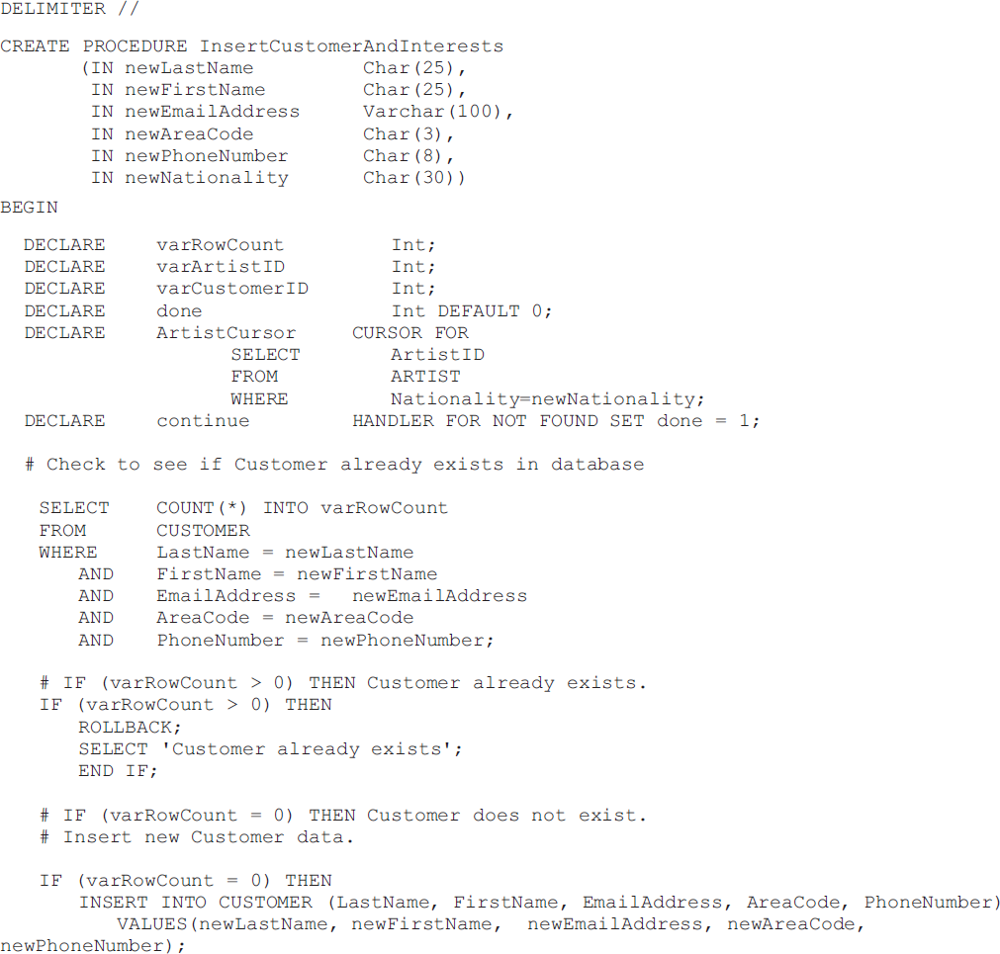 DELIMITER //
CREATE PROCEDURE InsertCustomerAndInterests
(IN newLastName Char(25),
IN newFirstName Char(25),
IN newEmailAddress Varchar(100),
IN newAreaCode Char(3),
IN newPhoneNumber Char(8),
IN newNationality Char(30))
BEGIN
DECLARE varRowCount Int;
DECLARE varArtistID Int;
DECLARE varCustomerID Int;
DECLARE done Int DEFAULT 0;
DECLARE ArtistCursor CURSOR FOR
SELECT ArtistID
FROM ARTIST
WHERE Nationality=newNationality;
DECLARE continue HANDLER FOR NOT FOUND SET done = 1;
# Check to see if Customer already exists in database
SELECT COUNT(*) INTO varRowCount
FROM CUSTOMER
WHERE LastName = newLastName
AND FirstName = newFirstName
AND EmailAddress = newEmailAddress
AND AreaCode = newAreaCode
AND PhoneNumber = newPhoneNumber;
# IF (varRowCount > 0) THEN Customer already exists.
IF (varRowCount > 0) THEN
ROLLBACK;
SELECT 'Customer already exists';
END IF;
# IF (varRowCount = 0) THEN Customer does not exist.
# Insert new Customer data.
IF (varRowCount = 0) THEN
INSERT INTO CUSTOMER (LastName, FirstName, EmailAddress, AreaCode, PhoneNumber)
VALUES(newLastName, newFirstName, newEmailAddress, newAreaCode,
newPhoneNumber);